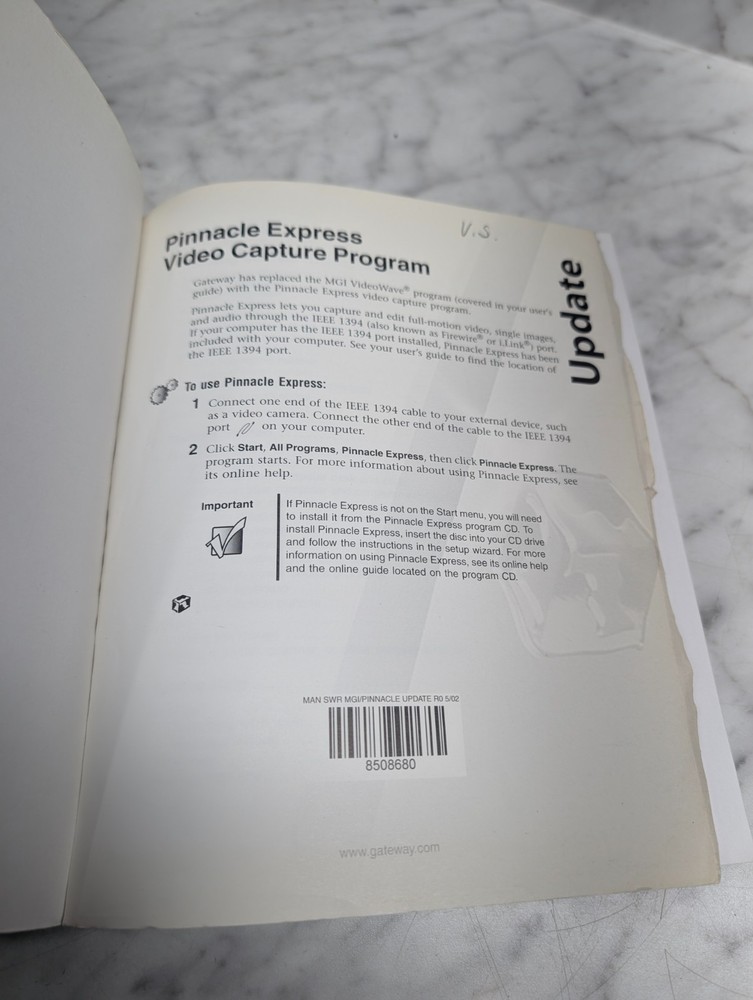 V.S.
Update
Pinnacle Express
Video Capture Program
Gateway has replaced the MGI VideoWave® program (covered in your user's
guide) with the Pinnacle Express video capture program.
Pinnacle Express lets you capture and edit full-motion video, single images,
and audio through the IEEE 1394 (also known as Firewire® or i.Link®) port.
If your computer has the IEEE 1394 port installed, Pinnacle Express has been
included with your computer. See your user's guide to find the location of
the IEEE 1394 port.
To use Pinnacle Express:
1 Connect one end of the IEEE 1394 cable to your external device, such
as a video camera. Connect the other end of the cable to the IEEE 1394
port on your computer.
2 Click Start, All Programs, Pinnacle Express, then click Pinnacle Express. The
program starts. For more information about using Pinnacle Express, see
its online help.
Important
If Pinnacle Express is not on the Start menu, you will need
to install it from the Pinnacle Express program CD. To
install Pinnacle Express, insert the disc into your CD drive
and follow the instructions in the setup wizard. For more
information on using Pinnacle Express, see its online help
and the online guide located on the program CD.
MAN SWR MGI/PINNACLE UPDATE R0 5/02
8508680
www.gateway.com